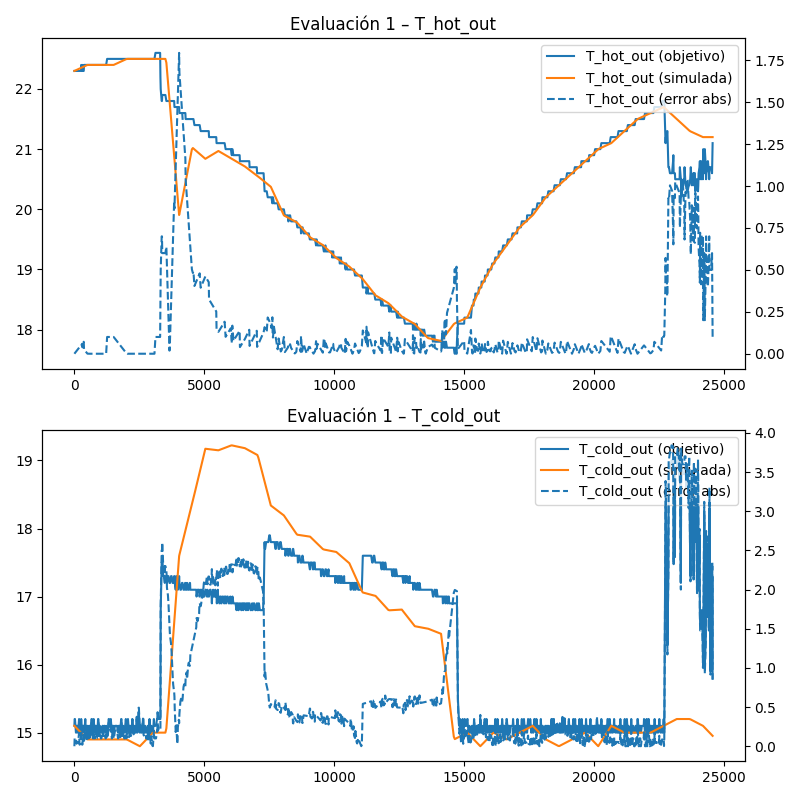 Evaluación 1 – T_hot_out
T_hot_out (objetivo)
T_hot_out (simulada)
T_hot_out (error abs)
22
21
20
19
18
1.75
1.50
1.25
1.00
0.75
0.50
0.25
0.00
0 5000 10000 15000 20000 25000
Evaluación 1 – T_cold_out
T_cold_out (objetivo)
T_cold_out (simulada)
T_cold_out (error abs)
19
18
17
16
15
4.0
3.5
3.0
2.5
2.0
1.5
1.0
0.5
0.0
0 5000 10000 15000 20000 25000